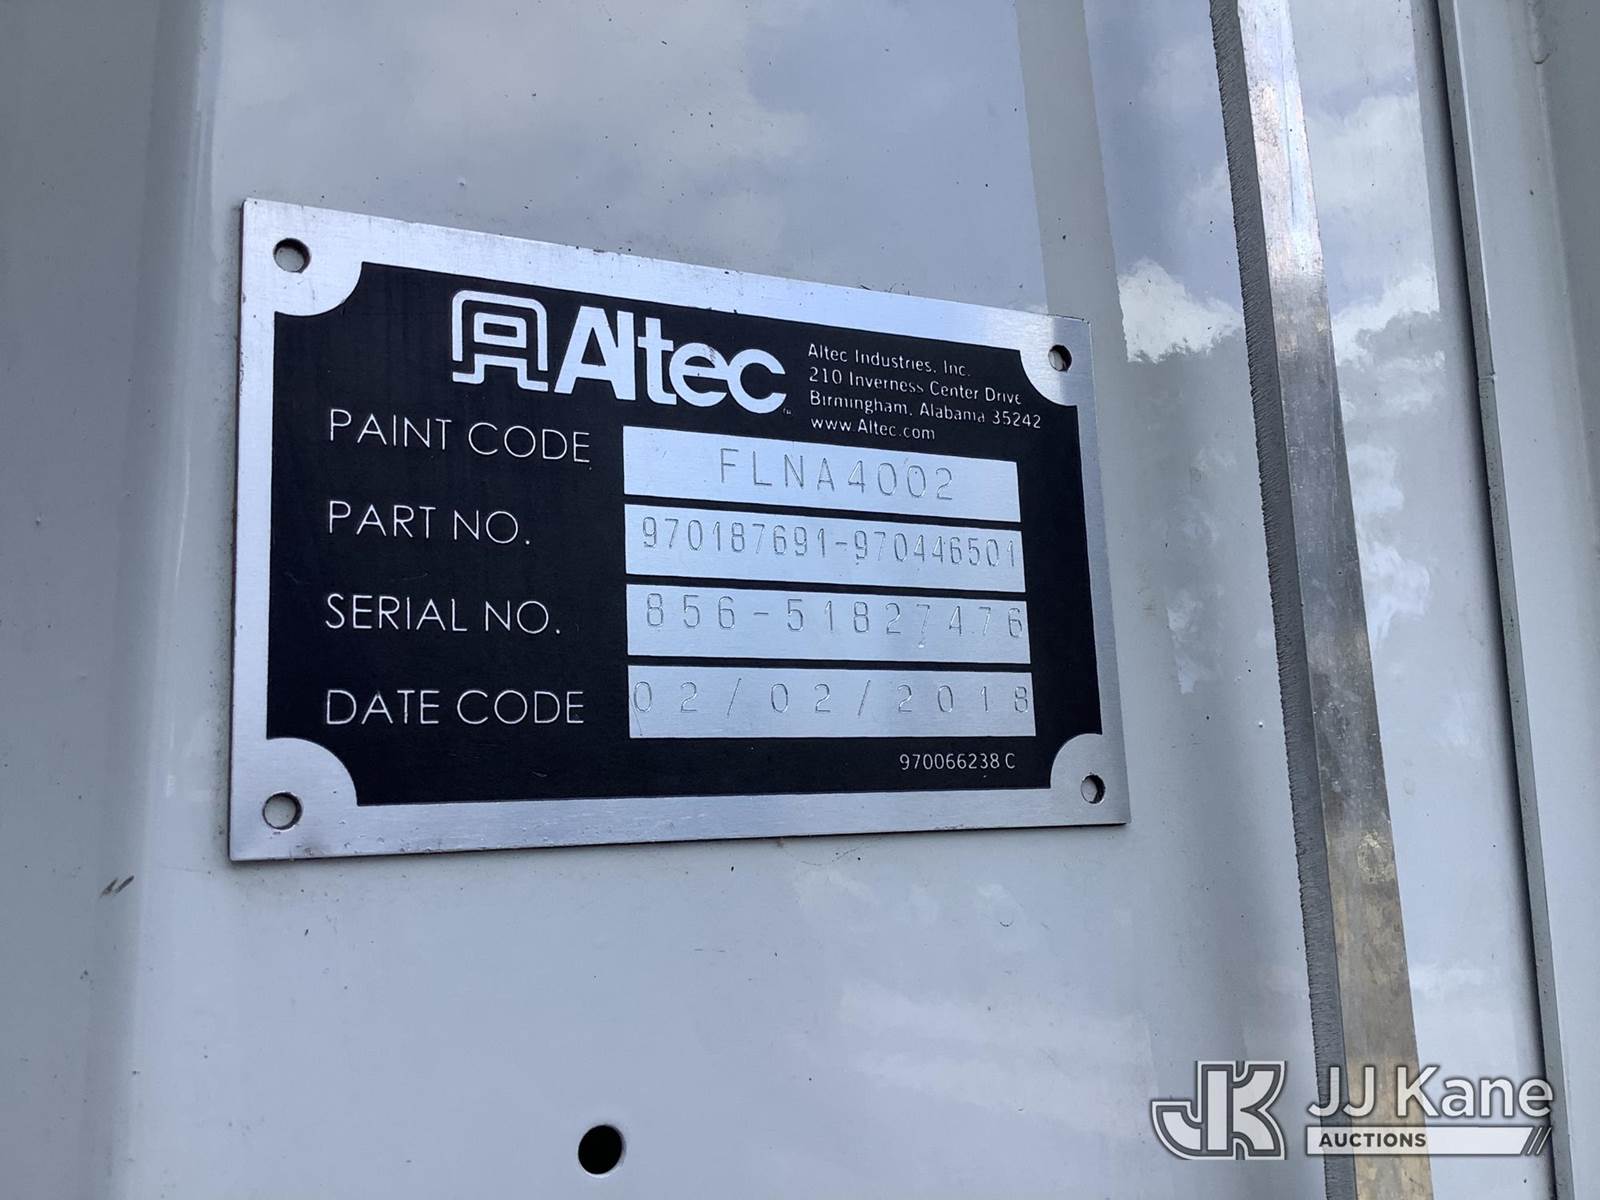 Altec
Altec Industries, Inc.
210 Inverness Center Drive
Birmingham, Alabama 35242
www.Altec.com
PAINT CODE FLNA4002
PART NO. 970187691-970446501
SERIAL NO. 856-51827476
DATE CODE 02/02/2018
970066238 C
JK JJ Kane
AUCTIONS